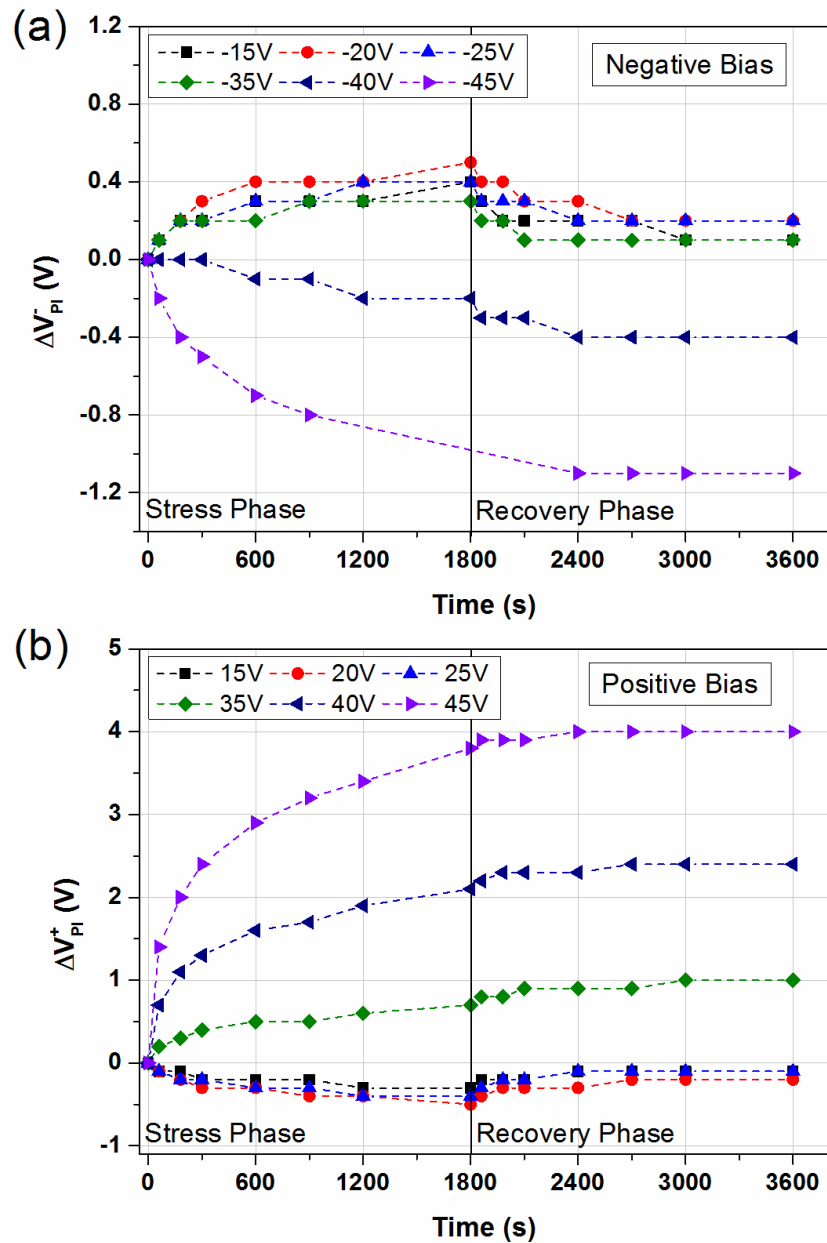 (a)
-15V -20V -25V
-35V -40V -45V
Negative Bias
1.2
0.8
0.4
0.0
-0.4
-0.8
-1.2
ΔV⁻PI (V)
Stress Phase Recovery Phase
0 600 1200 1800 2400 3000 3600
Time (s)
(b)
15V 20V 25V
35V 40V 45V
Positive Bias
5
4
3
2
1
0
-1
ΔV⁺PI (V)
Stress Phase Recovery Phase
0 600 1200 1800 2400 3000 3600
Time (s)